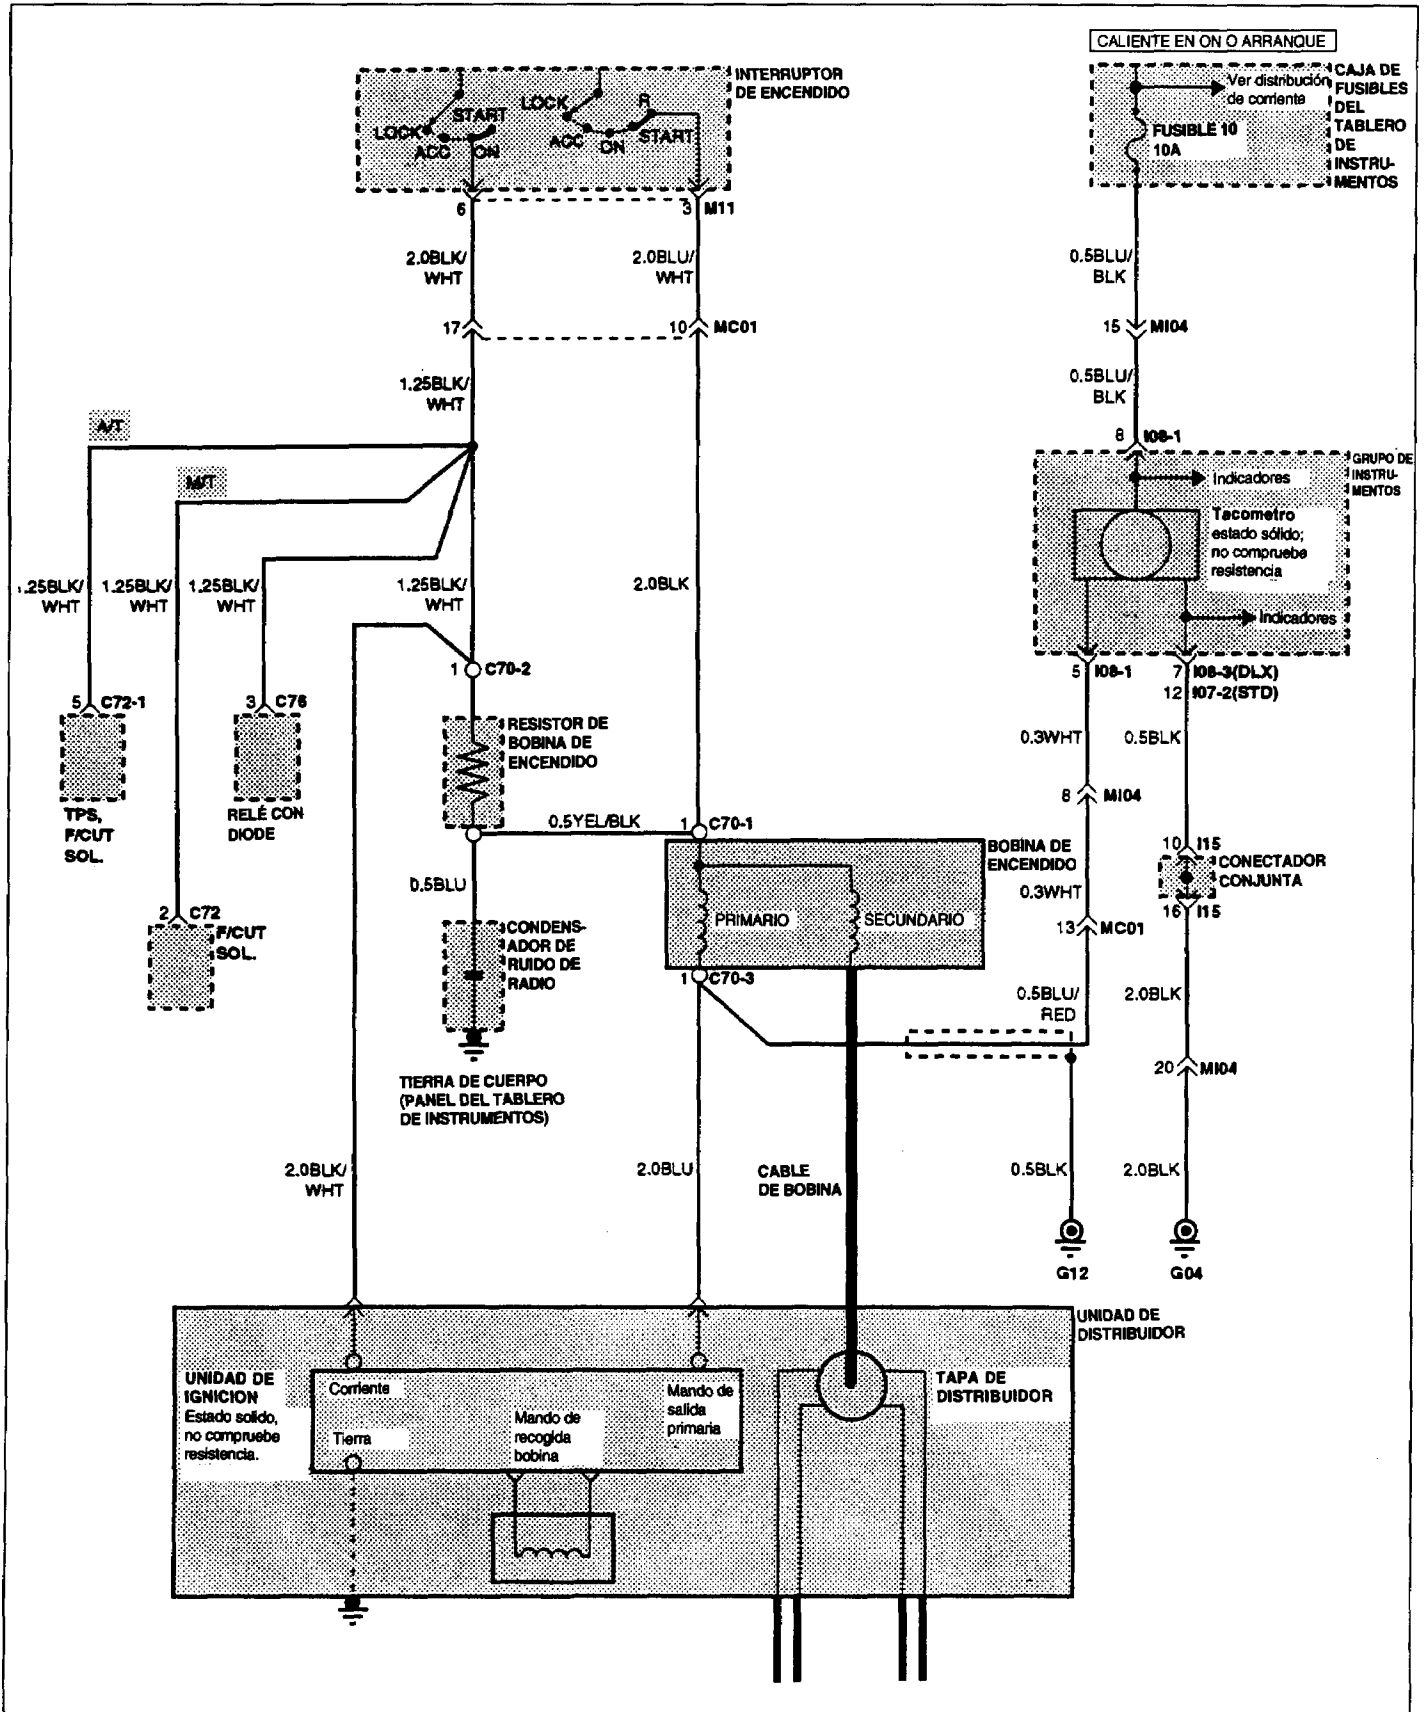 CALIENTE EN ON O ARRANQUE
INTERRUPTOR
DE ENCENDIDO
LOCK
START
ACC
ON
LOCK
R
START
ACC
ON
Ver distribución
de corriente
FUSIBLE 10
10A
CAJA DE
FUSIBLES
DEL
TABLERO
DE
INSTRU-
MENTOS
6
3 M11
2.0BLK/
WHT
2.0BLU/
WHT
0.5BLU/
BLK
17
10 MC01
15 MI04
1.25BLK/
WHT
0.5BLU/
BLK
A/T
M/T
8 I08-1
GRUPO DE
INSTRU-
MENTOS
Indicadores
Tacometro
estado sólido;
no compruebe
resistencia
Indicadores
1.25BLK/
WHT
1.25BLK/
WHT
1.25BLK/
WHT
1.25BLK/
WHT
2.0BLK
1 C70-2
5 I08-1
7 I08-3(DLX)
12 I07-2(STD)
5 C72-1
3 C76
RESISTOR DE
BOBINA DE
ENCENDIDO
0.3WHT
0.5BLK
8 MI04
TPS,
F/CUT
SOL.
RELÉ CON
DIODE
0.5YEL/BLK
1 C70-1
BOBINA DE
ENCENDIDO
10 I15
CONECTADOR
CONJUNTA
16 I15
0.5BLU
0.3WHT
PRIMARIO
SECUNDARIO
2 C72
F/CUT
SOL.
CONDENS-
ADOR DE
RUIDO DE
RADIO
13 MC01
1 C70-3
0.5BLU/
RED
2.0BLK
20 MI04
TIERRA DE CUERPO
(PANEL DEL TABLERO
DE INSTRUMENTOS)
2.0BLK/
WHT
2.0BLU
CABLE
DE BOBINA
0.5BLK
2.0BLK
G12
G04
UNIDAD DE
DISTRIBUIDOR
UNIDAD DE
IGNICION
Estado solido,
no compruebe
resistencia.
Corriente
Tierra
Mando de
recogida
bobina
Mando de
salida
primaria
TAPA DE
DISTRIBUIDOR